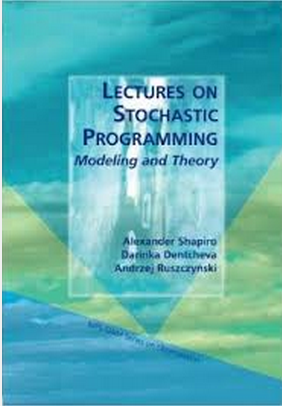 LECTURES ON
STOCHASTIC
PROGRAMMING
Modeling and Theory
Alexander Shapiro
Darinka Dentcheva
Andrzej Ruszczyński